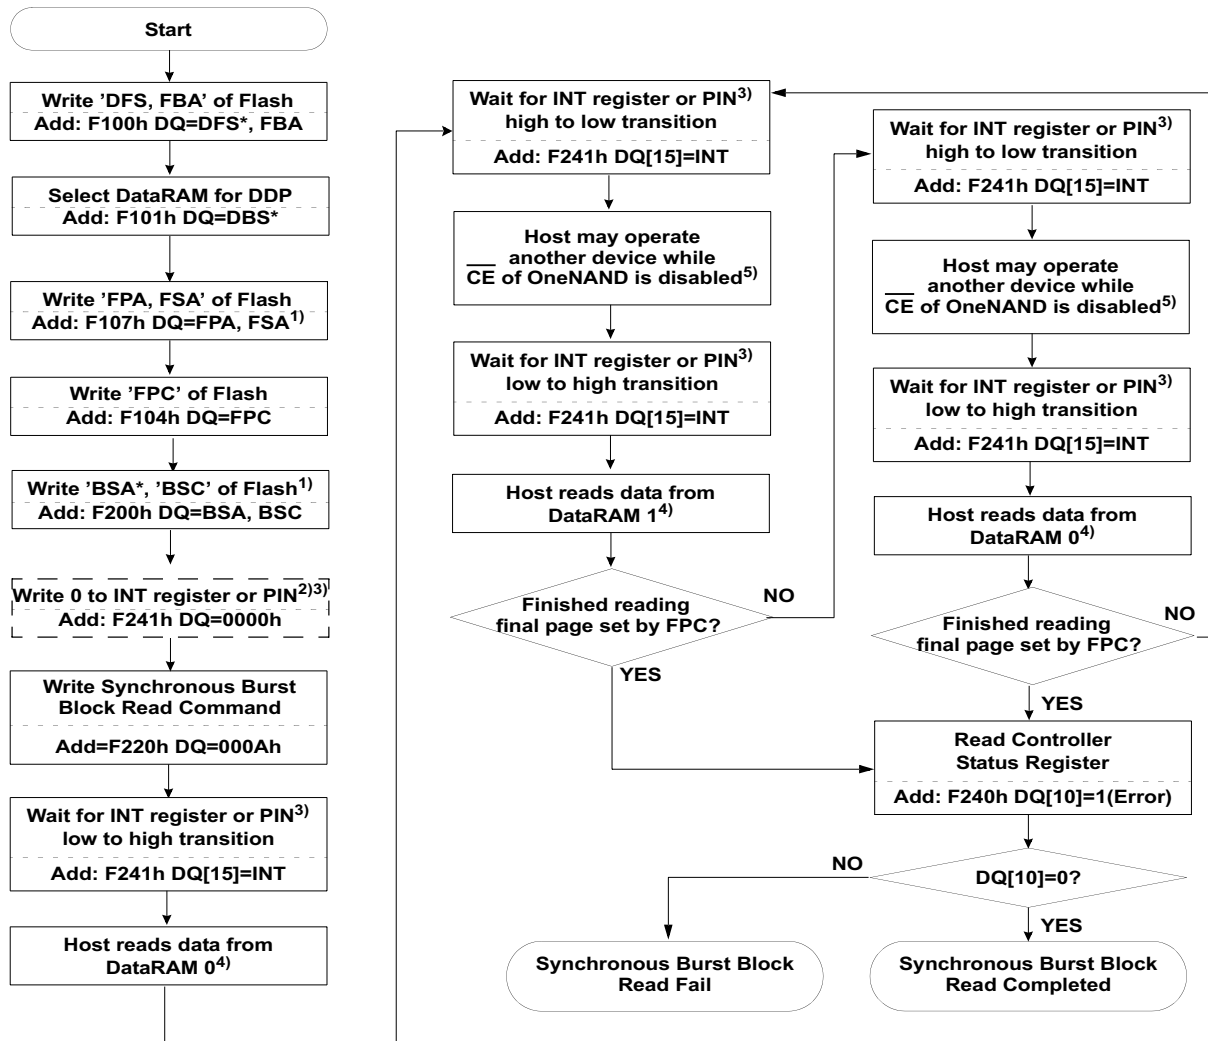 Start
Write 'DFS, FBA' of Flash
Add: F100h DQ=DFS*, FBA
Select DataRAM for DDP
Add: F101h DQ=DBS*
Write 'FPA, FSA' of Flash
Add: F107h DQ=FPA, FSA1)
Write 'FPC' of Flash
Add: F104h DQ=FPC
Write 'BSA*, 'BSC' of Flash1)
Add: F200h DQ=BSA, BSC
Write 0 to INT register or PIN2)3)
Add: F241h DQ=0000h
Write Synchronous Burst
Block Read Command
Add=F220h DQ=000Ah
Wait for INT register or PIN3)
low to high transition
Add: F241h DQ[15]=INT
Host reads data from
DataRAM 04)
Wait for INT register or PIN3)
high to low transition
Add: F241h DQ[15]=INT
Host may operate
another device while
CE of OneNAND is disabled5)
Wait for INT register or PIN3)
low to high transition
Add: F241h DQ[15]=INT
Host reads data from
DataRAM 14)
Finished reading
final page set by FPC?
NO
YES
Wait for INT register or PIN3)
high to low transition
Add: F241h DQ[15]=INT
Host may operate
another device while
CE of OneNAND is disabled5)
Wait for INT register or PIN3)
low to high transition
Add: F241h DQ[15]=INT
Host reads data from
DataRAM 04)
Finished reading
final page set by FPC?
NO
YES
Read Controller
Status Register
Add: F240h DQ[10]=1(Error)
DQ[10]=0?
NO
YES
Synchronous Burst Block
Read Fail
Synchronous Burst Block
Read Completed